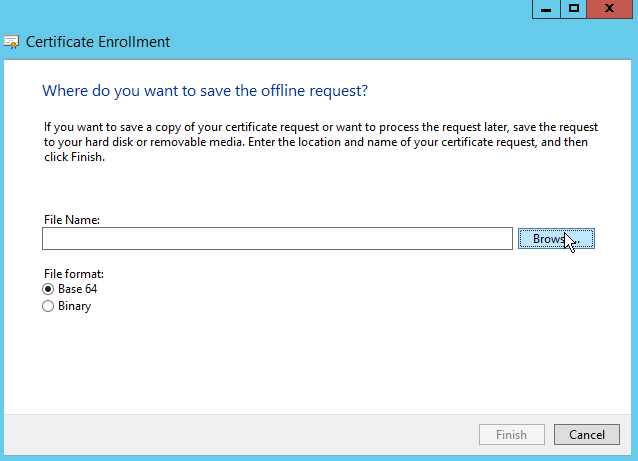 Certificate Enrollment
Where do you want to save the offline request?
If you want to save a copy of your certificate request or want to process the request later, save the request
to your hard disk or removable media. Enter the location and name of your certificate request, and then
click Finish.
File Name:
Browse...
File format:
Base 64
Binary
Finish
Cancel